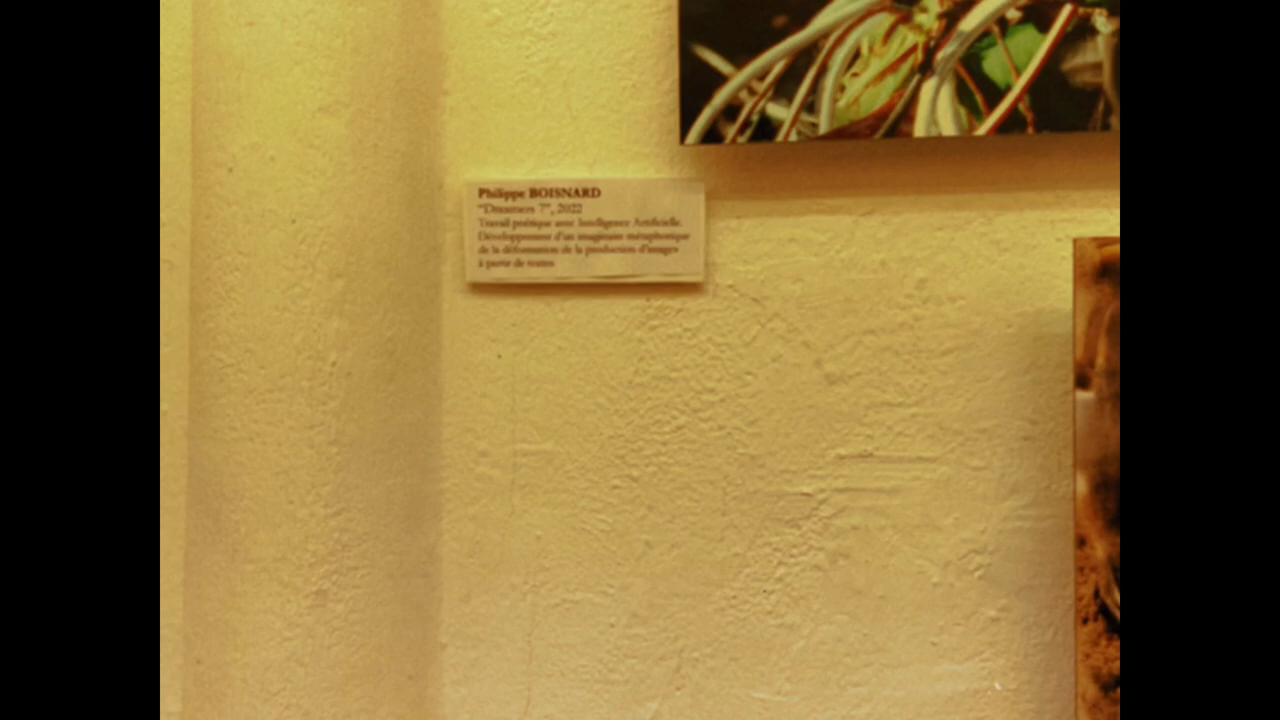 Philippe BOISNARD
"Dreamers ?", 2022
Travail poétique avec Intelligence Artificielle.
Développement d'un imaginaire métaphorique
de la déformation de la production d'images
à partir de textes